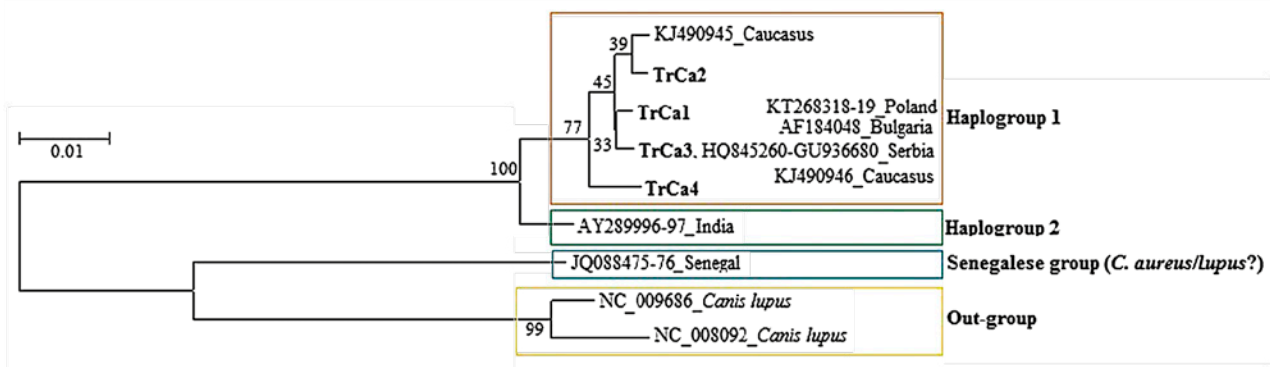 39
KJ490945_Caucasus
TrCa2
45
TrCa1
KT268318-19_Poland
AF184048_Bulgaria
Haplogroup 1
0.01
77
33
TrCa3, HQ845260-GU936680_Serbia
KJ490946_Caucasus
TrCa4
100
AY289996-97_India
Haplogroup 2
JQ088475-76_Senegal
Senegalese group (C. aureus/Lupus?)
NC_009686_Canis lupus
Out-group
99
NC_008092_Canis lupus